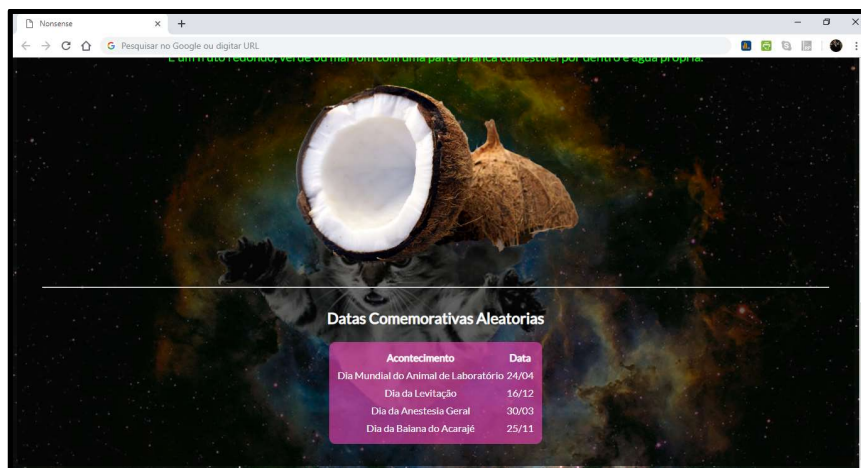 Nonsense
Pesquisar no Google ou digitar URL
É um fruto redondo, verde ou marrom com uma parte branca comestível por dentro e água própria.
Datas Comemorativas Aleatorias
Acontecimento Data
Dia Mundial do Animal de Laboratório 24/04
Dia da Levitação 16/12
Dia da Anestesia Geral 30/03
Dia da Baiana do Acarajé 25/11